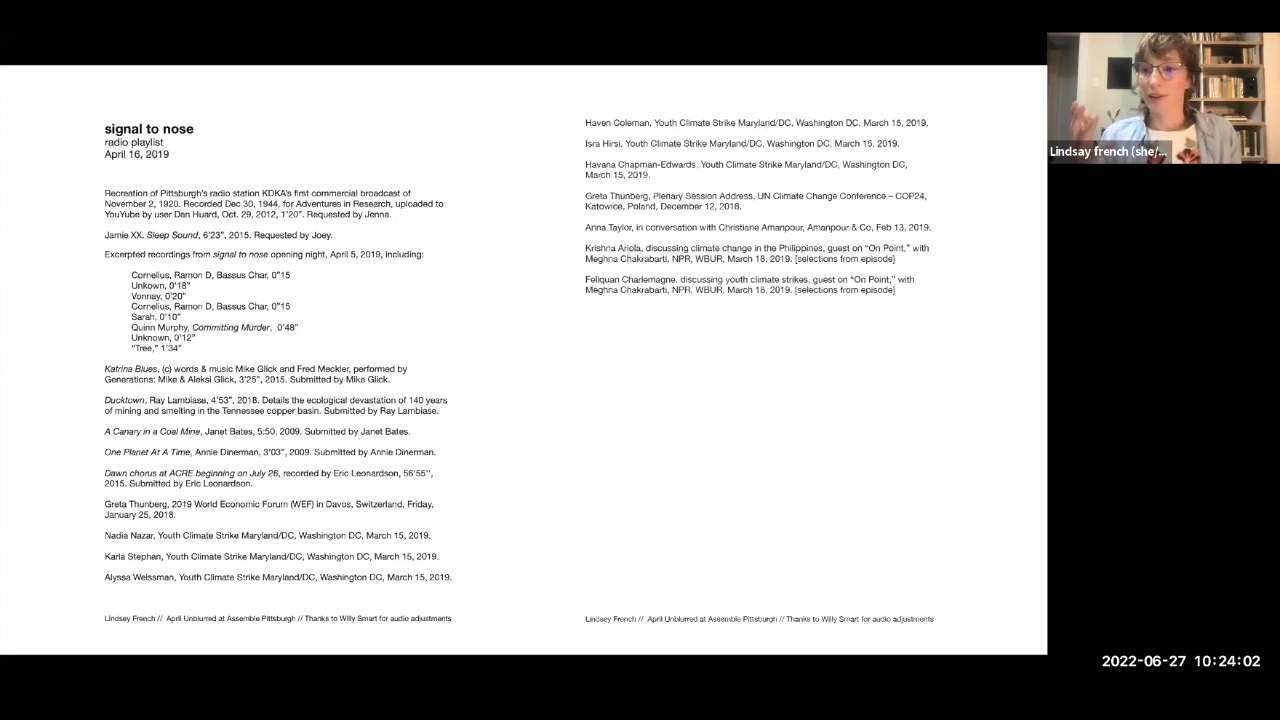 signal to nose
radio playlist
April 16, 2019
Recreation of Pittsburgh's radio station KDKA's first commercial broadcast of
November 2, 1920. Recorded Dec 30, 1944, for Adventures in Research, uploaded to
YouYube by user Dan Huard, Oct. 29, 2012, 1'20”. Requested by Jenna.
Jamie XX, Sleep Sound, 6'23”, 2015. Requested by Joey.
Excerpted recordings from signal to nose opening night, April 5, 2019, including:
Cornelius, Ramon D, Bassus Char, 0”15
Unkown, 0'18”
Vonnay, 0'20”
Cornelius, Ramon D, Bassus Char, 0”15
Sarah, 0'10”
Quinn Murphy, Committing Murder, 0'48”
Unknown, 0'12”
“Tree,” 1'34”
Katrina Blues, (c) words & music Mike Glick and Fred Meckler, performed by
Generations: Mike & Aleksi Glick, 3'25”, 2015. Submitted by Mike Glick.
Ducktown, Ray Lambiase, 4'53”, 2018. Details the ecological devastation of 140 years
of mining and smelting in the Tennessee copper basin. Submitted by Ray Lambiase.
A Canary in a Coal Mine, Janet Bates, 5:50, 2009. Submitted by Janet Bates.
One Planet At A Time, Annie Dinerman, 3'03”, 2009. Submitted by Annie Dinerman.
Dawn chorus at ACRE beginning on July 26, recorded by Eric Leonardson, 56'55'',
2015. Submitted by Eric Leonardson.
Greta Thunberg, 2019 World Economic Forum (WEF) in Davos, Switzerland, Friday,
January 25, 2018.
Nadia Nazar, Youth Climate Strike Maryland/DC, Washington DC, March 15, 2019.
Karla Stephan, Youth Climate Strike Maryland/DC, Washington DC, March 15, 2019.
Alyssa Weissman, Youth Climate Strike Maryland/DC, Washington DC, March 15, 2019.
Lindsey French // April Unblurred at Assemble Pittsburgh // Thanks to Willy Smart for audio adjustments
Haven Coleman, Youth Climate Strike Maryland/DC, Washington DC, March 15, 2019.
Isra Hirsi, Youth Climate Strike Maryland/DC, Washington DC, March 15, 2019.
Havana Chapman-Edwards, Youth Climate Strike Maryland/DC, Washington DC,
March 15, 2019.
Greta Thunberg, Plenary Session Address, UN Climate Change Conference – COP24,
Katowice, Poland, December 12, 2018.
Anna Taylor, in conversation with Christiane Amanpour, Amanpour & Co, Feb 13, 2019.
Krishna Ariola, discussing climate change in the Philippines, guest on “On Point,” with
Meghna Chakrabarti, NPR, WBUR, March 18, 2019. [selections from episode]
Feliquan Charlemagne, discussing youth climate strikes, guest on “On Point,” with
Meghna Chakrabarti, NPR, WBUR, March 18, 2019. [selections from episode]
Lindsey French // April Unblurred at Assemble Pittsburgh // Thanks to Willy Smart for audio adjustments
Lindsay french (she/...
2022-06-27 10:24:02